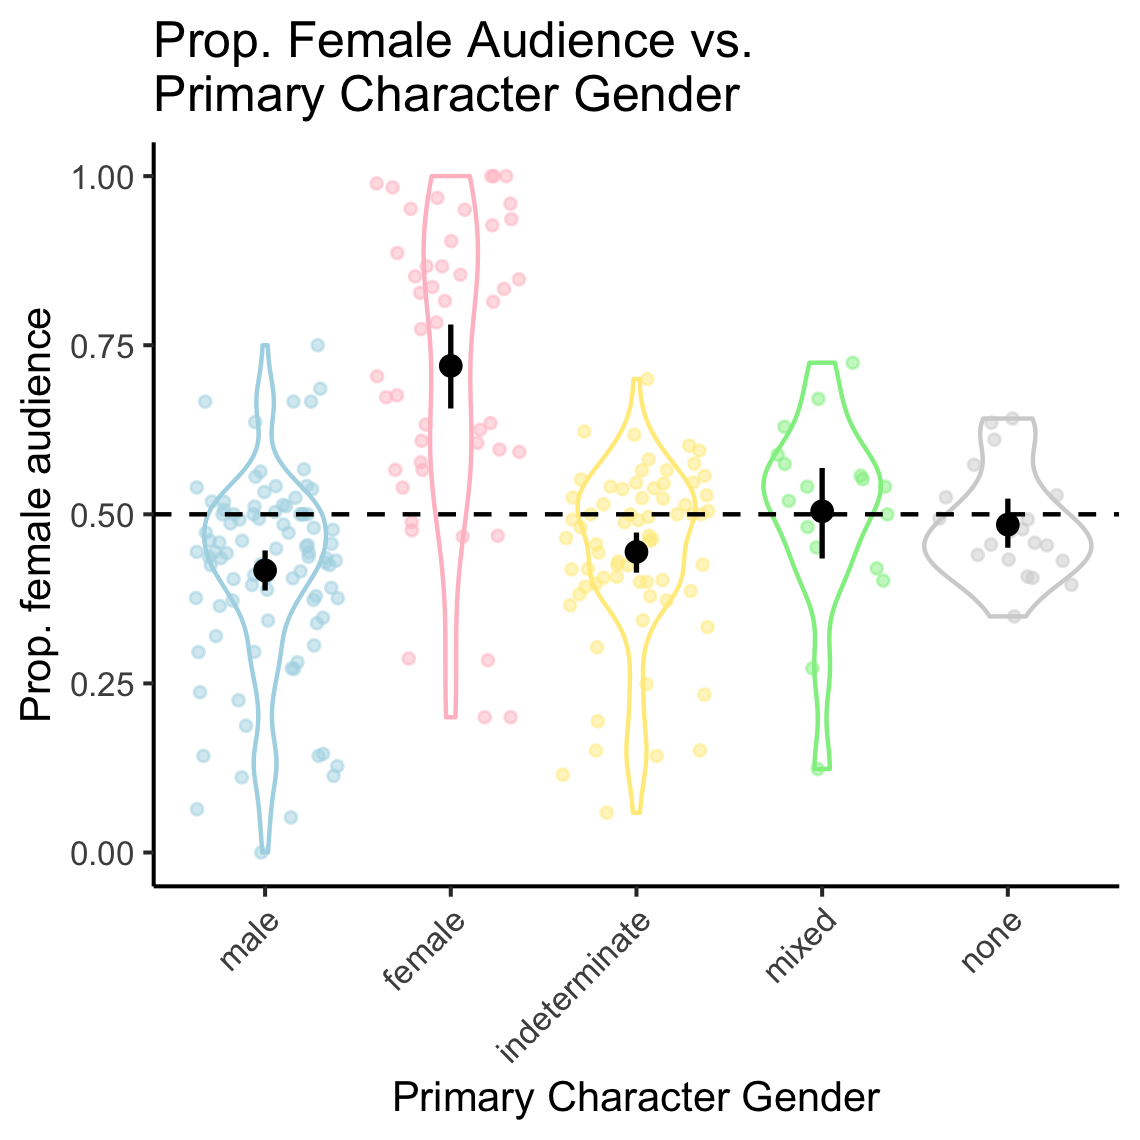 Prop. Female Audience vs.
Primary Character Gender
Prop. female audience
1.00
0.75
0.50
0.25
0.00
male
female
indeterminate
mixed
none
Primary Character Gender